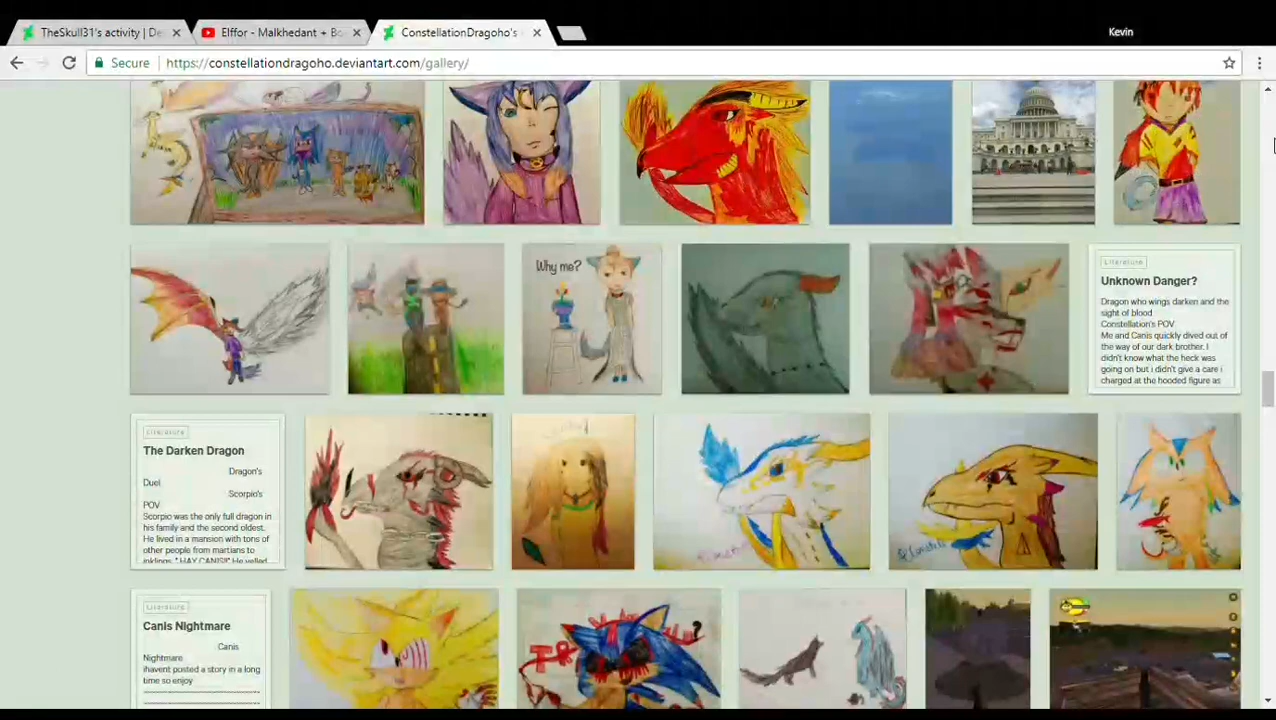 TheSkull31's activity | De
Elffor - Malkhedant + Bo
ConstellationDragoho's
Kevin
Secure
https://constellationdragoho.deviantart.com/gallery/
Why me?
Literature
Unknown Danger?
Dragon who wings darken and the
sight of blood
Constellation's POV
Me and Canis quickly dived out of
the way of our dark brother. I
didn't know what the heck was
going on but i didn't give a care i
charged at the hooded figure as
Literature
The Darken Dragon
Dragon's
Duel
Scorpio's
POV
Scorpio was the only full dragon in
his family and the second oldest.
He lived in a mansion with tons of
other people from martians to
inklings. " HAY CANIS!" He yelled
Literature
Canis Nightmare
Canis
Nightmare
ihavent posted a story in a long
time so enjoy